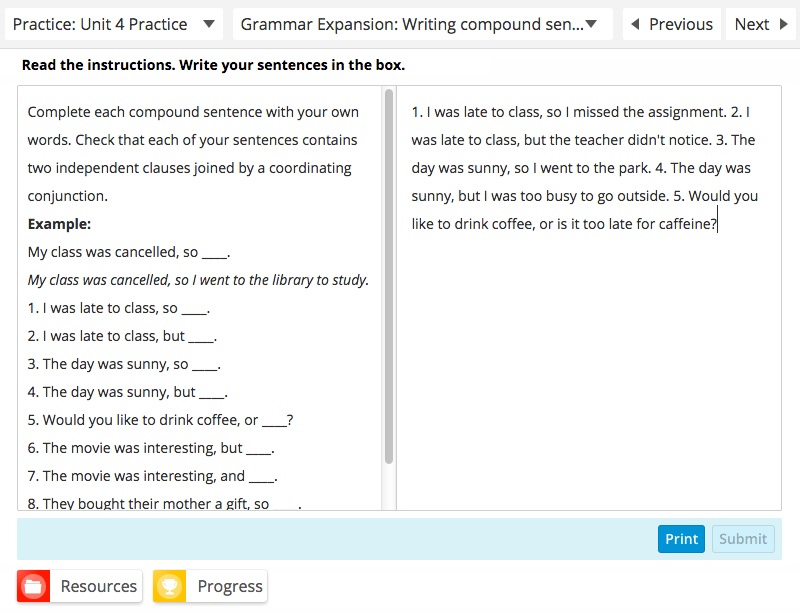 Practice: Unit 4 Practice
Grammar Expansion: Writing compound sen...
Previous
Next
Read the instructions. Write your sentences in the box.
Complete each compound sentence with your own
words. Check that each of your sentences contains
two independent clauses joined by a coordinating
conjunction.
Example:
My class was cancelled, so ____.
My class was cancelled, so I went to the library to study.
1. I was late to class, so ____.
2. I was late to class, but ____.
3. The day was sunny, so ____.
4. The day was sunny, but ____.
5. Would you like to drink coffee, or ____?
6. The movie was interesting, but ____.
7. The movie was interesting, and ____.
8. They bought their mother a gift, so ____.
1. I was late to class, so I missed the assignment. 2. I
was late to class, but the teacher didn't notice. 3. The
day was sunny, so I went to the park. 4. The day was
sunny, but I was too busy to go outside. 5. Would you
like to drink coffee, or is it too late for caffeine?
Print
Submit
Resources
Progress